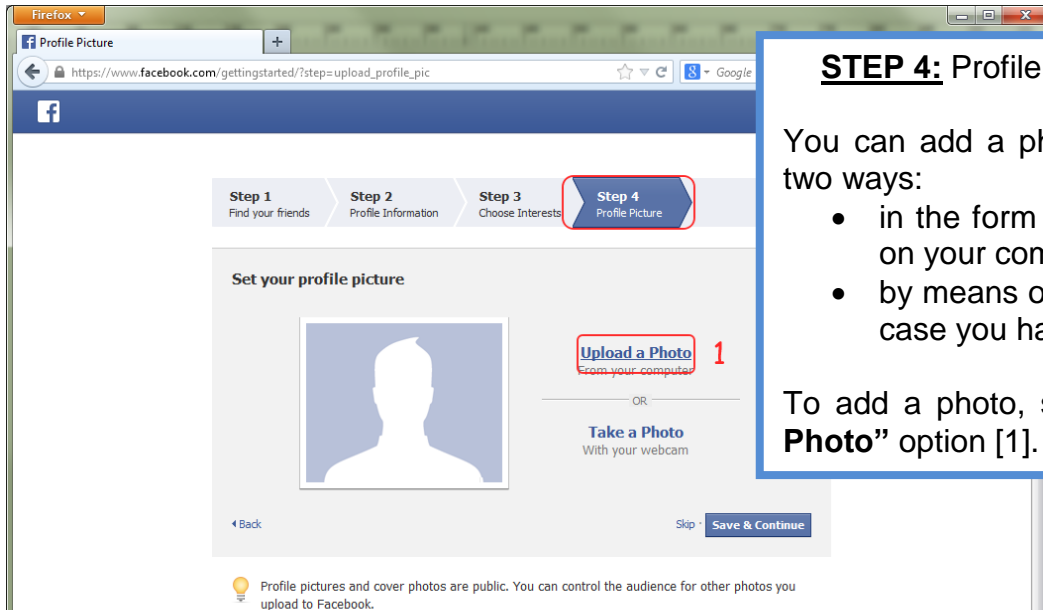 Firefox
Profile Picture
+
https://www.facebook.com/gettingstarted/?step=upload_profile_pic
8 Google
f
Step 1
Find your friends
Step 2
Profile Information
Step 3
Choose Interests
Step 4
Profile Picture
Set your profile picture
Upload a Photo 1
From your computer
OR
Take a Photo
With your webcam
Back
Skip · Save & Continue
Profile pictures and cover photos are public. You can control the audience for other photos you
upload to Facebook.
STEP 4: Profile
You can add a
two ways:
• in the form
on your
• by means
case you
To add a photo,
Photo” option [1].